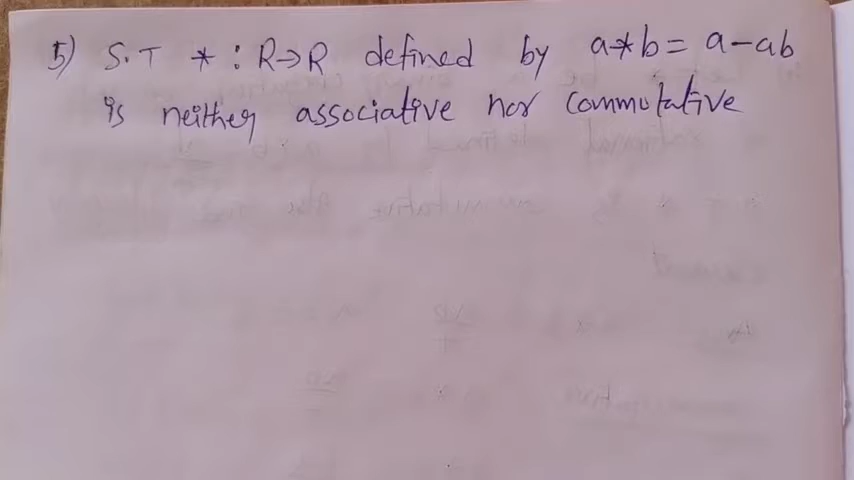 5) S.T * : R→R defined by a*b = a-ab
is neither associative nor commutative